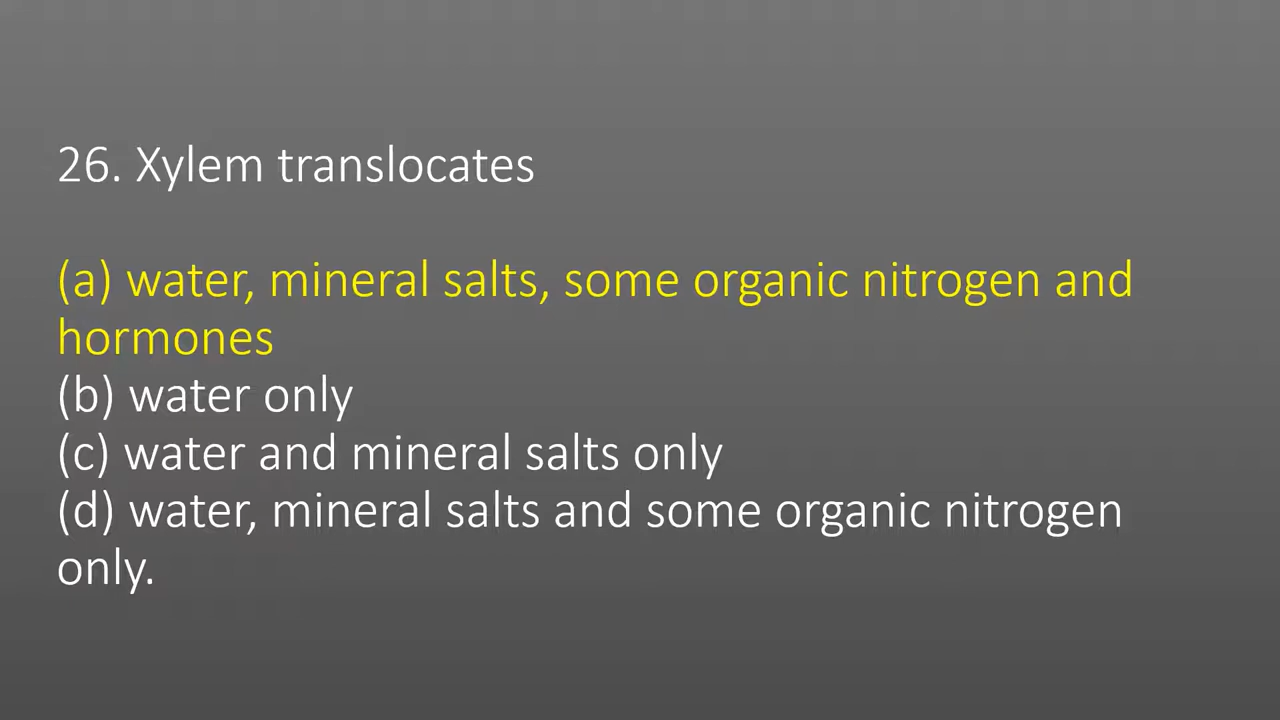 26. Xylem translocates
(a) water, mineral salts, some organic nitrogen and
hormones
(b) water only
(c) water and mineral salts only
(d) water, mineral salts and some organic nitrogen
only.